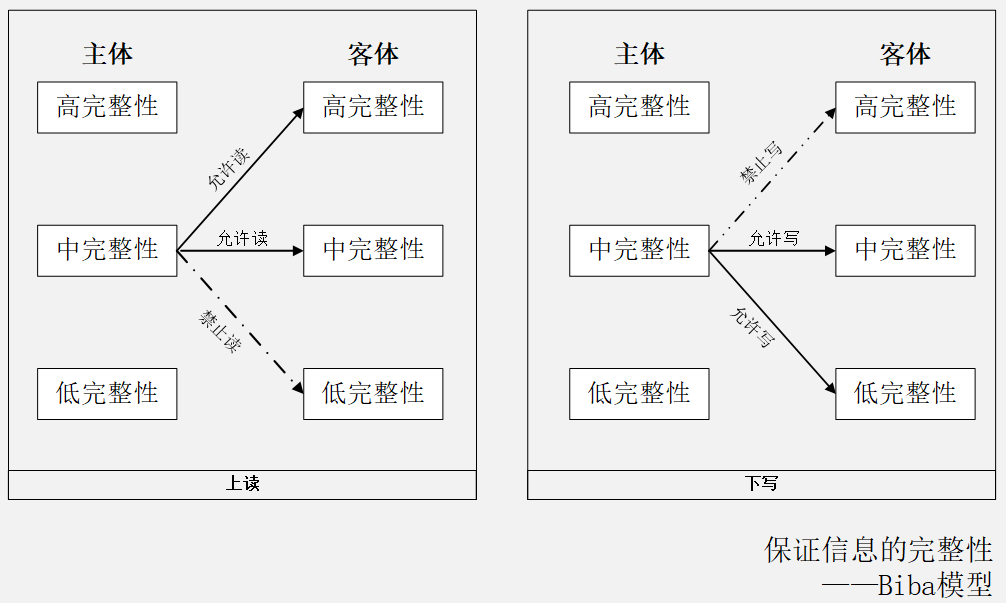 主体
客体
高完整性
高完整性
允许读
中完整性
允许读
中完整性
禁止读
低完整性
低完整性
上读
主体
客体
高完整性
高完整性
禁止写
中完整性
允许写
中完整性
允许写
低完整性
低完整性
下写
保证信息的完整性
——Biba模型